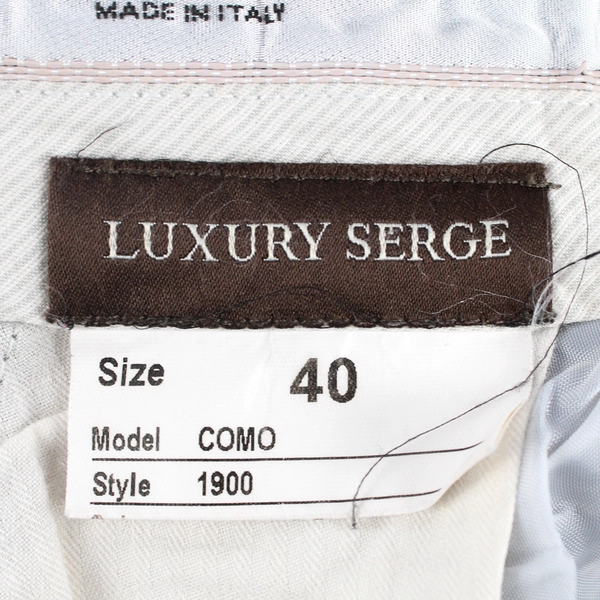 MADE IN ITALY
LUXURY SERGE
Size 40
Model COMO
Style 1900